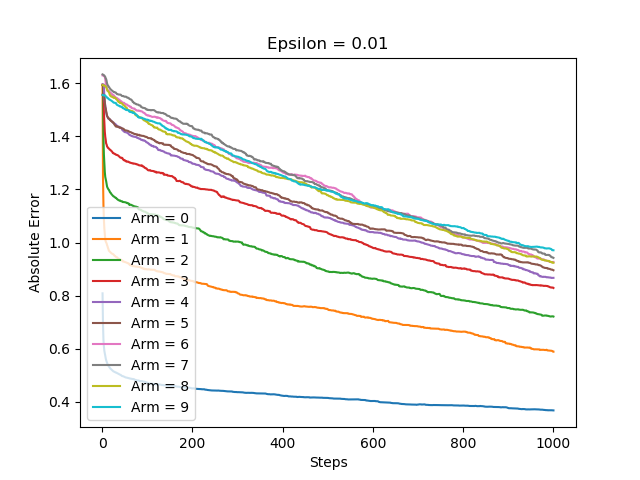 Epsilon = 0.01
Absolute Error
1.6
1.4
1.2
1.0
0.8
0.6
0.4
Arm = 0
Arm = 1
Arm = 2
Arm = 3
Arm = 4
Arm = 5
Arm = 6
Arm = 7
Arm = 8
Arm = 9
0 200 400 600 800 1000
Steps